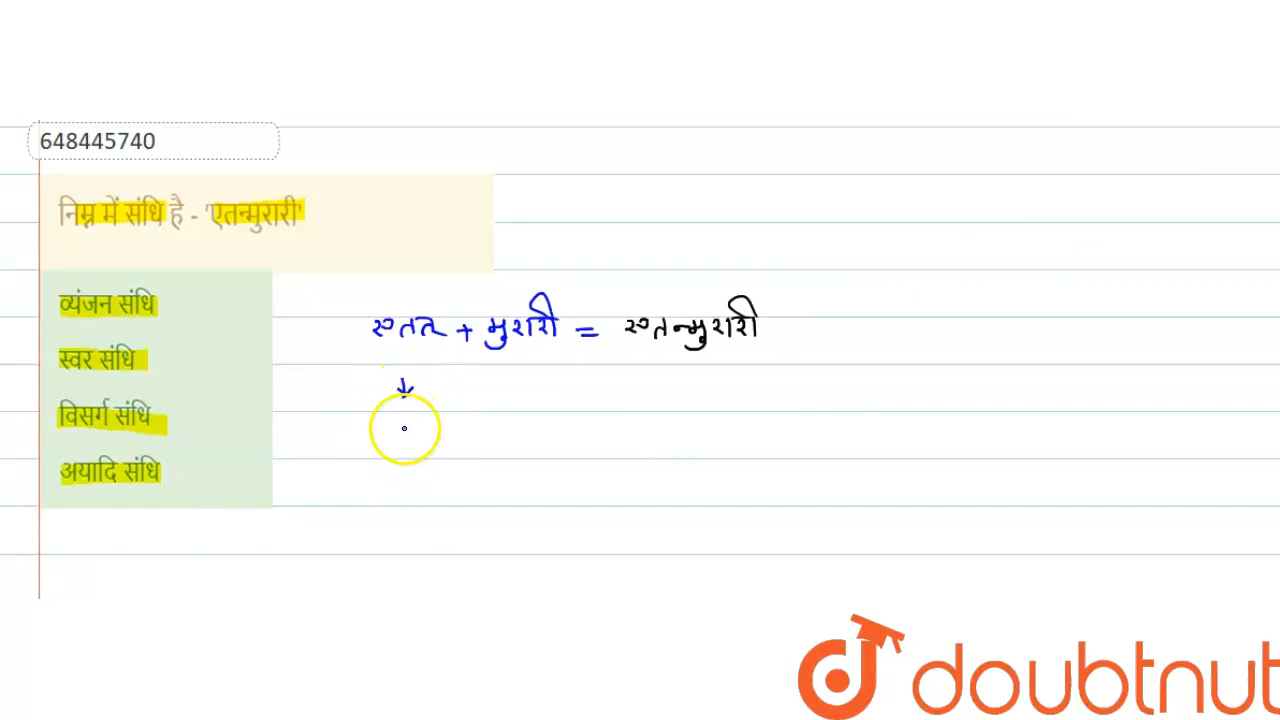 648445740
निम्न में संधि है - 'एतन्मुरारी'
व्यंजन संधि
स्वर संधि
विसर्ग संधि
अयादि संधि
एतत् + मुरारी = एतन्मुरारी
doubtnut